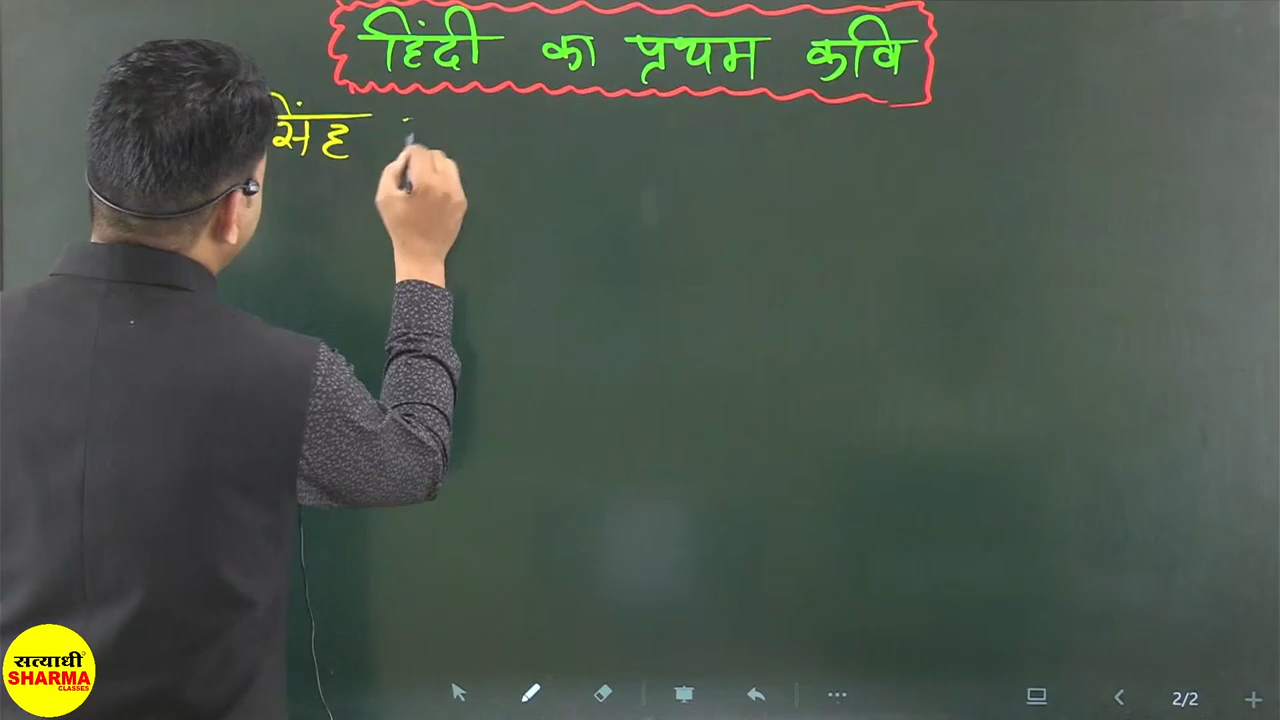 हिंदी का प्रथम कवि
सिंह
सत्याधी
SHARMA
CLASSES
2/2